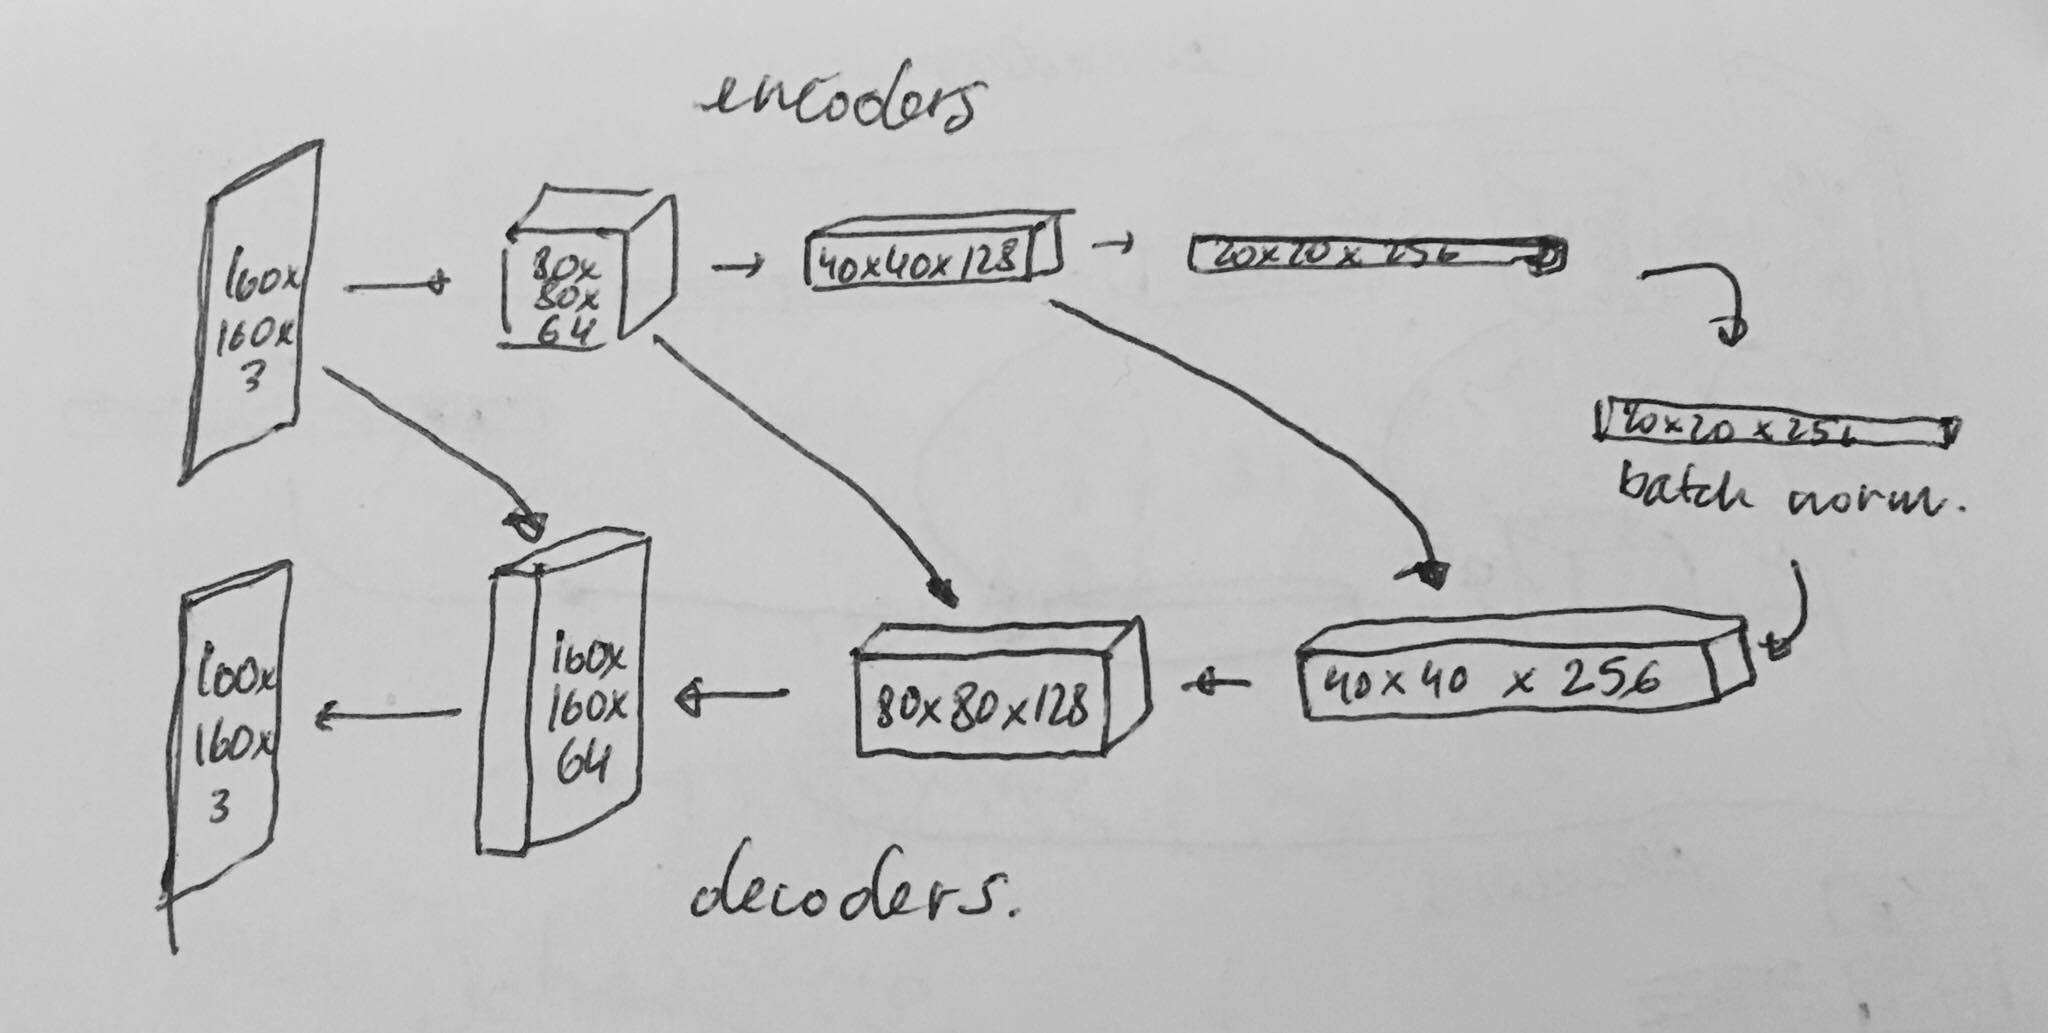 encoders
160x
160x
3
80x
80x
64
40x40x128
20x20x256
20x20x256
batch norm.
160x
160x
3
160x
160x
64
80x80x128
40x40 x 256
decoders.